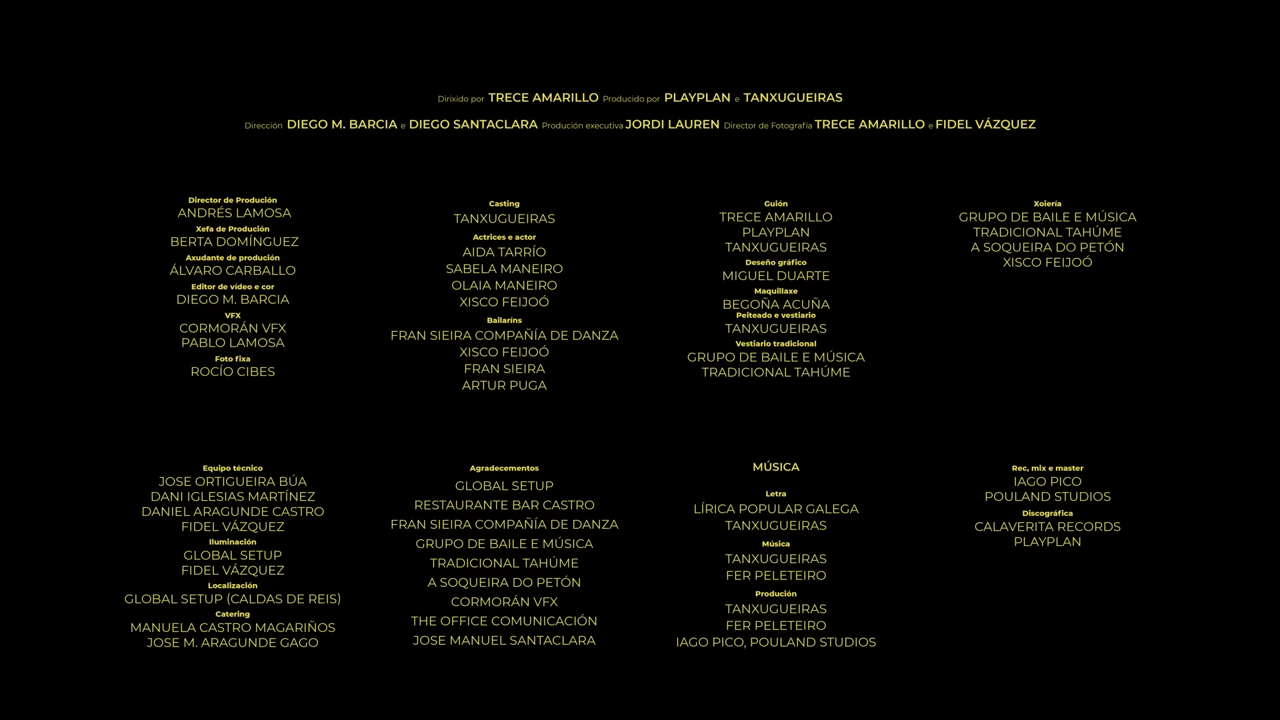 Dirixido por TRECE AMARILLO Producido por PLAYPLAN e TANXUGUEIRAS
Dirección DIEGO M. BARCIA e DIEGO SANTACLARA Produción executiva JORDI LAUREN Director de Fotografía TRECE AMARILLO e FIDEL VÁZQUEZ
Director de Produción
ANDRÉS LAMOSA
Xefa de Produción
BERTA DOMÍNGUEZ
Axudante de produción
ÁLVARO CARBALLO
Editor de vídeo e cor
DIEGO M. BARCIA
VFX
CORMORÁN VFX
PABLO LAMOSA
Foto fixa
ROCÍO CIBES
Casting
TANXUGUEIRAS
Actrices e actor
AIDA TARRÍO
SABELA MANEIRO
OLAIA MANEIRO
XISCO FEIJOÓ
Bailaríns
FRAN SIEIRA COMPAÑÍA DE DANZA
XISCO FEIJOÓ
FRAN SIEIRA
ARTUR PUGA
Guión
TRECE AMARILLO
PLAYPLAN
TANXUGUEIRAS
Deseño gráfico
MIGUEL DUARTE
Maquillaxe
BEGOÑA ACUÑA
Peiteado e vestiario
TANXUGUEIRAS
Vestiario tradicional
GRUPO DE BAILE E MÚSICA
TRADICIONAL TAHÚME
Xoiería
GRUPO DE BAILE E MÚSICA
TRADICIONAL TAHÚME
A SOQUEIRA DO PETÓN
XISCO FEIJOÓ
Equipo técnico
JOSE ORTIGUEIRA BÚA
DANI IGLESIAS MARTÍNEZ
DANIEL ARAGUNDE CASTRO
FIDEL VÁZQUEZ
Iluminación
GLOBAL SETUP
FIDEL VÁZQUEZ
Localización
GLOBAL SETUP (CALDAS DE REIS)
Catering
MANUELA CASTRO MAGARIÑOS
JOSE M. ARAGUNDE GAGO
Agradecementos
GLOBAL SETUP
RESTAURANTE BAR CASTRO
FRAN SIEIRA COMPAÑÍA DE DANZA
GRUPO DE BAILE E MÚSICA
TRADICIONAL TAHÚME
A SOQUEIRA DO PETÓN
CORMORÁN VFX
THE OFFICE COMUNICACIÓN
JOSE MANUEL SANTACLARA
MÚSICA
Letra
LÍRICA POPULAR GALEGA
TANXUGUEIRAS
Música
TANXUGUEIRAS
FER PELETEIRO
Produción
TANXUGUEIRAS
FER PELETEIRO
IAGO PICO, POULAND STUDIOS
Rec, mix e master
IAGO PICO
POULAND STUDIOS
Discográfica
CALAVERITA RECORDS
PLAYPLAN